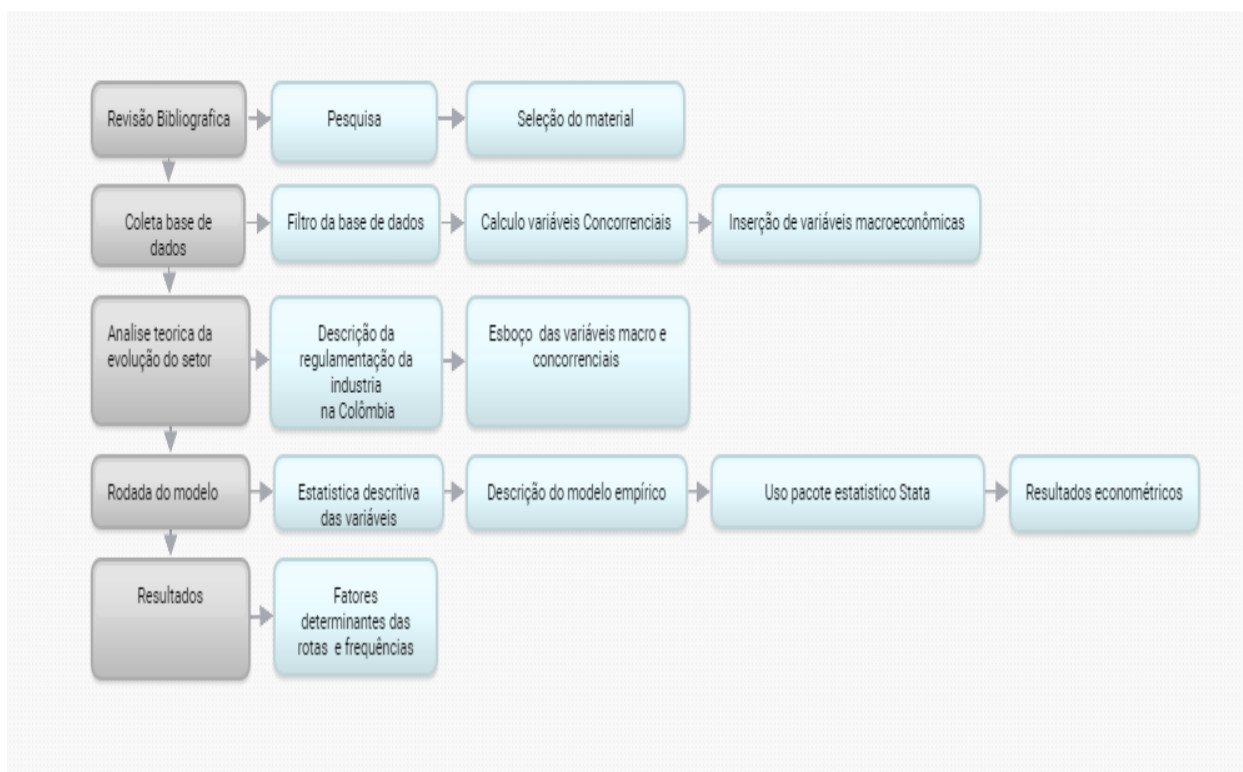 Revisão Bibliografica
Pesquisa
Seleção do material
Coleta base de
dados
Filtro da base de dados
Calculo variáveis Concorrenciais
Inserção de variáveis macroeconômicas
Analise teorica da
evolução do setor
Descrição da
regulamentação da
industria
na Colômbia
Esboço das variáveis macro e
concorrenciais
Rodada do modelo
Estatistica descritiva
das variáveis
Descrição do modelo empírico
Uso pacote estatistico Stata
Resultados econométricos
Resultados
Fatores
determinantes das
rotas e frequências